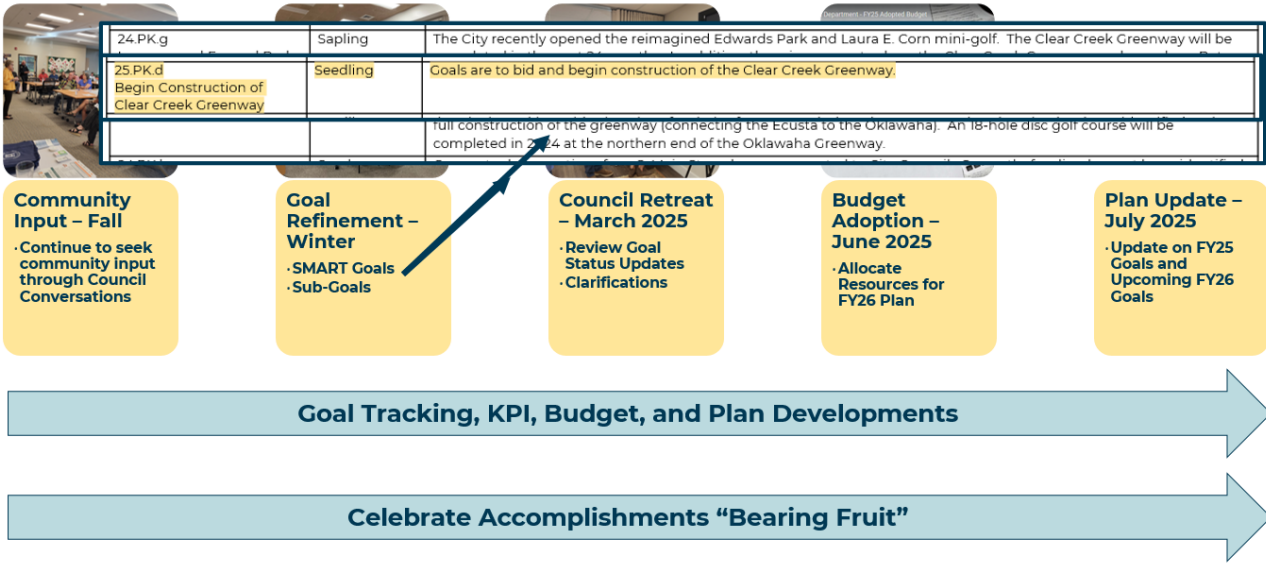 Department - FY25 Adopted Budget
24.PK.g Sapling The City recently opened the reimagined Edwards Park and Laura E. Corn mini-golf. The Clear Creek Greenway will be
25.PK.d Seedling Goals are to bid and begin construction of the Clear Creek Greenway.
Begin Construction of
Clear Creek Greenway
full construction of the greenway (connecting the Ecusta to the Oklawaha). An 18-hole disc golf course will be
completed in 2024 at the northern end of the Oklawaha Greenway.
Community
Input – Fall
· Continue to seek
community input
through Council
Conversations
Goal
Refinement –
Winter
· SMART Goals
· Sub-Goals
Council Retreat
– March 2025
· Review Goal
Status Updates
· Clarifications
Budget
Adoption –
June 2025
· Allocate
Resources for
FY26 Plan
Plan Update –
July 2025
· Update on FY25
Goals and
Upcoming FY26
Goals
Goal Tracking, KPI, Budget, and Plan Developments
Celebrate Accomplishments “Bearing Fruit”